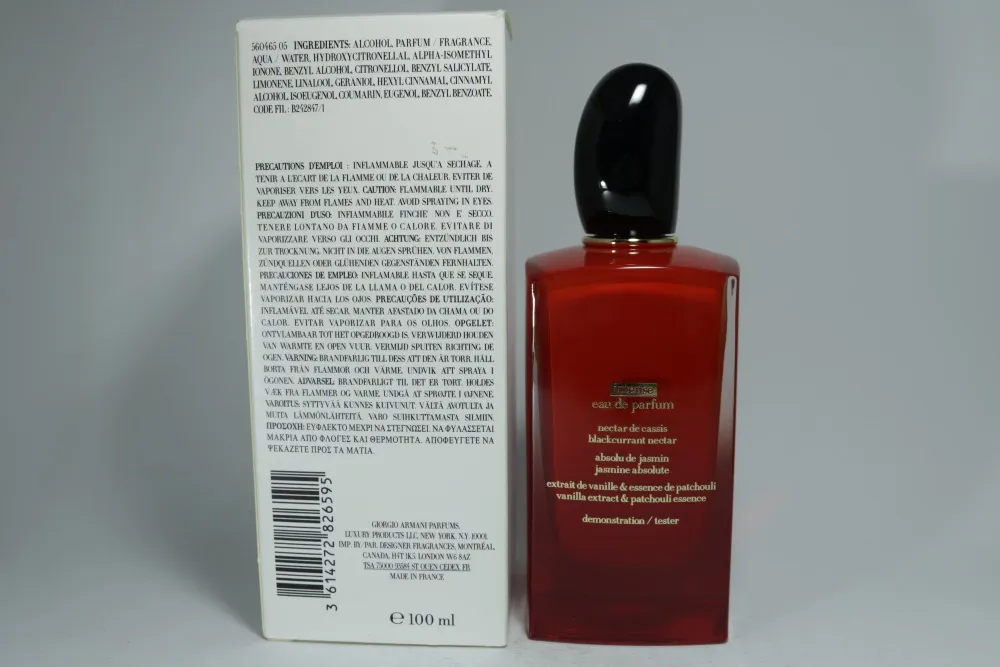 560465 05 INGREDIENTS: ALCOHOL, PARFUM / FRAGRANCE,
AQUA / WATER, HYDROXYCITRONELLAL, ALPHA-ISOMETHYL
IONONE, BENZYL ALCOHOL, CITRONELLOL, BENZYL SALICYLATE,
LIMONENE, LINALOOL, GERANIOL, HEXYL CINNAMAL, CINNAMYL
ALCOHOL, ISOEUGENOL, COUMARIN, EUGENOL, BENZYL BENZOATE,
CODE FIL : B242847/1
PRECAUTIONS D'EMPLOI : INFLAMMABLE JUSQU'A SECHAGE. A
TENIR A L'ECART DE LA FLAMME OU DE LA CHALEUR. EVITER DE
VAPORISER VERS LES YEUX. CAUTION: FLAMMABLE UNTIL DRY.
KEEP AWAY FROM FLAMES AND HEAT. AVOID SPRAYING IN EYES.
PRECAUZIONI D'USO: INFIAMMABILE FINCHE' NON E' SECCO.
TENERE LONTANO DA FIAMME O CALORE. EVITARE DI
VAPORIZZARE VERSO GLI OCCHI. ACHTUNG: ENTZÜNDLICH BIS
ZUR TROCKNUNG. NICHT IN DIE AUGEN SPRÜHEN. VON FLAMMEN,
ZÜNDQUELLEN ODER GLÜHENDEN GEGENSTÄNDEN FERNHALTEN.
PRECAUCIONES DE EMPLEO: INFLAMABLE HASTA QUE SE SEQUE.
MANTÉNGASE LEJOS DE LA LLAMA O DEL CALOR. EVÍTESE
VAPORIZAR HACIA LOS OJOS. PRECAUÇÕES DE UTILIZAÇÃO:
INFLAMÁVEL ATÉ SECAR. MANTER AFASTADO DA CHAMA OU DO
CALOR. EVITAR VAPORIZAR PARA OS OLHOS. OPGELET:
ONTVLAMBAAR TOT HET OPGEDROOGD IS. VERWIJDERD HOUDEN
VAN WARMTE EN OPEN VUUR. VERMIJD SPUITEN RICHTING DE
OGEN. VARNING: BRANDFARLIG TILL DESS ATT DEN ÄR TORR. HÅLL
BORTA FRÅN FLAMMOR OCH VÄRME. UNDVIK ATT SPRAYA I
ÖGONEN. ADVARSEL: BRANDFARLIGT TIL DET ER TORT. HOLDES
VÆK FRA FLAMMER OG VARME. UNDGÅ AT SPRØJTE I ØJNENE.
VAROITUS: SYTTYVÄÄ KUNNES KUIVUNUT. VÄLTÄ AVOTULTA JA
MUITA LÄMMÖNLÄHTEITÄ. VARO SUIHKUTTAMASTA SILMIIN.
ΠΡΟΣΟΧΗ: ΕΥΦΛΕΚΤΟ ΜΕΧΡΙ ΝΑ ΣΤΕΓΝΩΣΕΙ. ΝΑ ΦΥΛΑΣΣΕΤΑΙ
ΜΑΚΡΙΑ ΑΠΟ ΦΛΟΓΕΣ ΚΑΙ ΘΕΡΜΟΤΗΤΑ. ΑΠΟΦΕΥΓΕΤΕ ΝΑ
ΨΕΚΑΖΕΤΕ ΠΡΟΣ ΤΑ ΜΑΤΙΑ.
3 614272 826595
GIORGIO ARMANI PARFUMS,
LUXURY PRODUCTS LLC, NEW YORK, N.Y. 10001,
IMP. BY/PAR. DESIGNER FRAGRANCES, MONTRÉAL,
CANADA, H4T 1K5. LONDON W6 8AZ
TSA 75000 93584 ST OUEN CEDEX, FR
MADE IN FRANCE
℮ 100 ml
intense
eau de parfum
nectar de cassis
blackcurrant nectar
absolu de jasmin
jasmine absolute
extrait de vanille & essence de patchouli
vanilla extract & patchouli essence
demonstration / tester